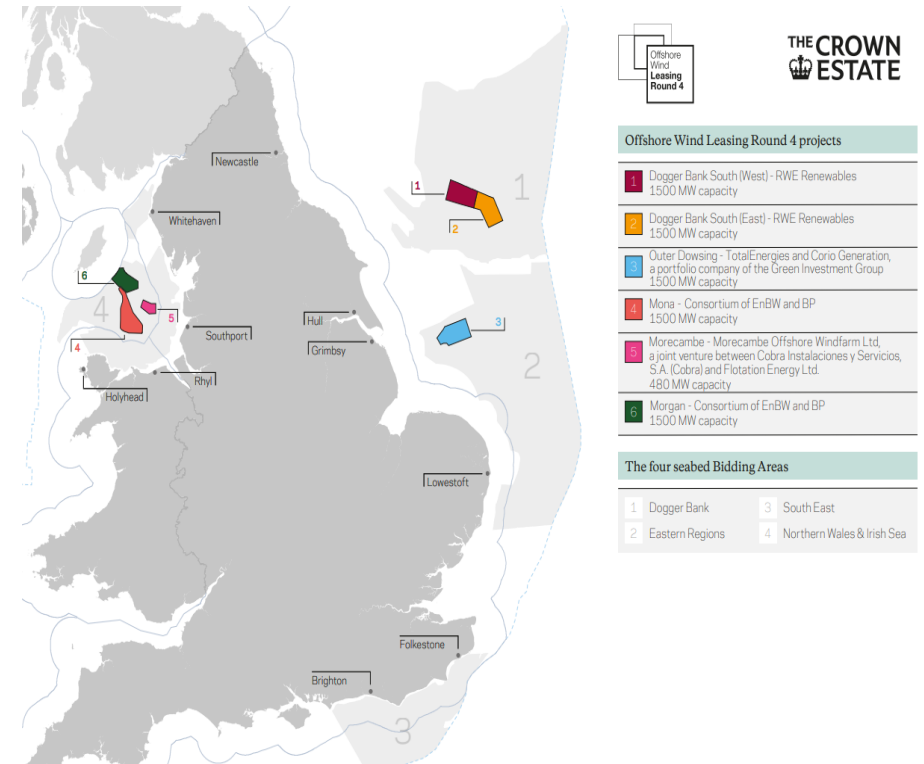 Newcastle
Whitehaven
1
1
2
6
4
5
4
Southport
Rhyl
Holyhead
Hull
Grimsby
3
2
Lowestoft
Folkestone
Brighton
3
Offshore
Wind
Leasing
Round 4
THE CROWN
ESTATE
Offshore Wind Leasing Round 4 projects
1 Dogger Bank South (West) - RWE Renewables
1500 MW capacity
2 Dogger Bank South (East) - RWE Renewables
1500 MW capacity
3 Outer Dowsing - TotalEnergies and Corio Generation,
a portfolio company of the Green Investment Group
1500 MW capacity
4 Mona - Consortium of EnBW and BP
1500 MW capacity
5 Morecambe - Morecambe Offshore Windfarm Ltd,
a joint venture between Cobra Instalaciones y Servicios,
S.A. (Cobra) and Flotation Energy Ltd.
480 MW capacity
6 Morgan - Consortium of EnBW and BP
1500 MW capacity
The four seabed Bidding Areas
1 Dogger Bank
2 Eastern Regions
3 South East
4 Northern Wales & Irish Sea